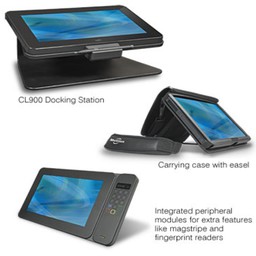 CL900 Docking Station
Carrying case with easel
Integrated peripheral
modules for extra features
like magstripe and
fingerprint readers